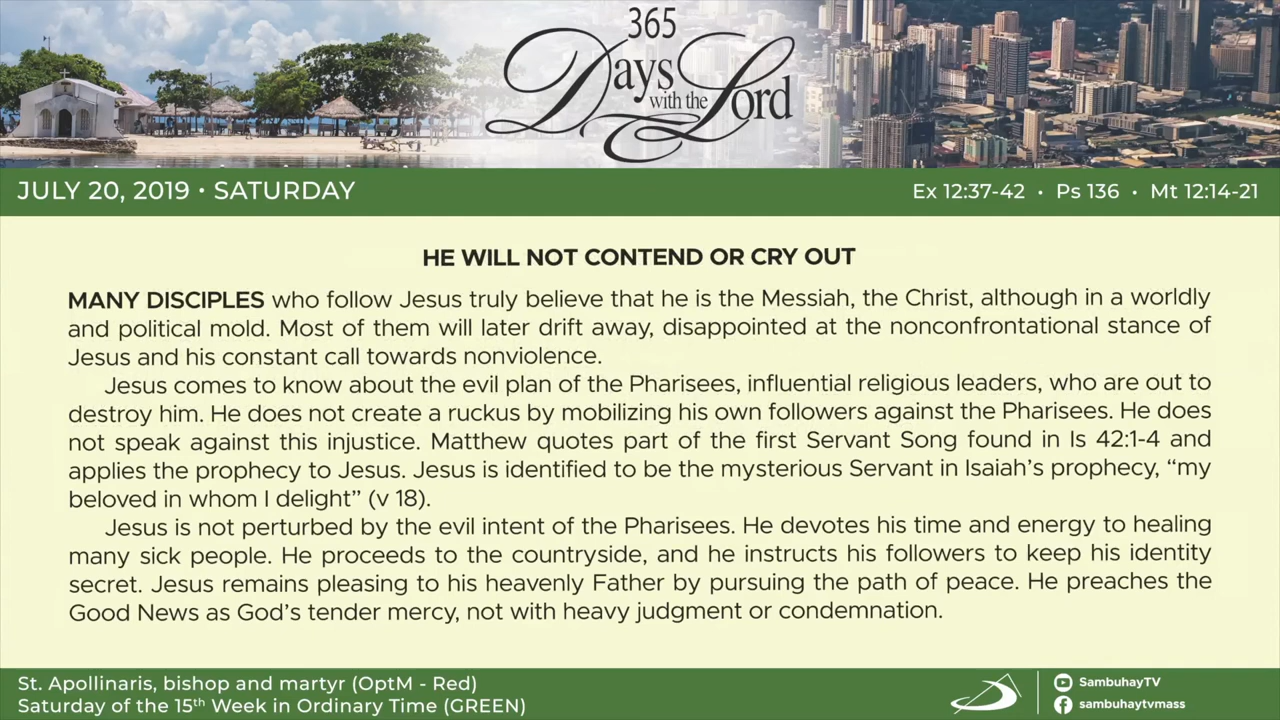 365
Days
with the
Lord
JULY 20, 2019 • SATURDAY
Ex 12:37-42 • Ps 136 • Mt 12:14-21
HE WILL NOT CONTEND OR CRY OUT
MANY DISCIPLES who follow Jesus truly believe that he is the Messiah, the Christ, although in a worldly
and political mold. Most of them will later drift away, disappointed at the nonconfrontational stance of
Jesus and his constant call towards nonviolence.
Jesus comes to know about the evil plan of the Pharisees, influential religious leaders, who are out to
destroy him. He does not create a ruckus by mobilizing his own followers against the Pharisees. He does
not speak against this injustice. Matthew quotes part of the first Servant Song found in Is 42:1-4 and
applies the prophecy to Jesus. Jesus is identified to be the mysterious Servant in Isaiah’s prophecy, “my
beloved in whom I delight” (v 18).
Jesus is not perturbed by the evil intent of the Pharisees. He devotes his time and energy to healing
many sick people. He proceeds to the countryside, and he instructs his followers to keep his identity
secret. Jesus remains pleasing to his heavenly Father by pursuing the path of peace. He preaches the
Good News as God’s tender mercy, not with heavy judgment or condemnation.
St. Apollinaris, bishop and martyr (OptM - Red)
Saturday of the 15th Week in Ordinary Time (GREEN)
SambuhayTV
sambuhaytvmass